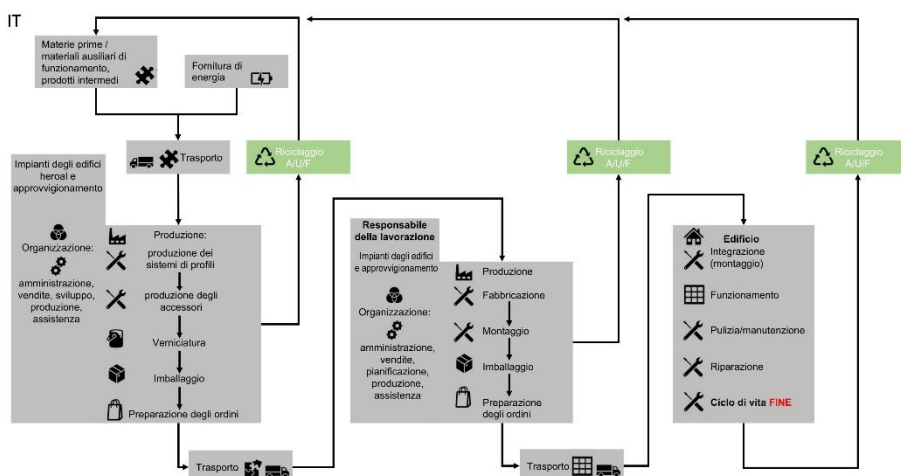 IT
Materie prime /
materiali ausiliari di
funzionamento,
prodotti intermedi
Fornitura di
energia
Trasporto
Riciclaggio
A/U/F
Riciclaggio
A/U/F
Riciclaggio
A/U/F
Impianti degli edifici
heroal e
approvvigionamento
Organizzazione:
amministrazione,
vendite, sviluppo,
produzione,
assistenza
Produzione:
produzione dei
sistemi di profili
produzione degli
accessori
Verniciatura
Imballaggio
Preparazione degli ordini
Trasporto
Responsabile
della lavorazione
Impianti degli edifici
e approvvigionamento
Organizzazione:
amministrazione,
vendite,
pianificazione,
produzione,
assistenza
Produzione
Fabbricazione
Montaggio
Imballaggio
Preparazione
degli ordini
Trasporto
Edificio
Integrazione
(montaggio)
Funzionamento
Pulizia/manutenzione
Riparazione
Ciclo di vita FINE